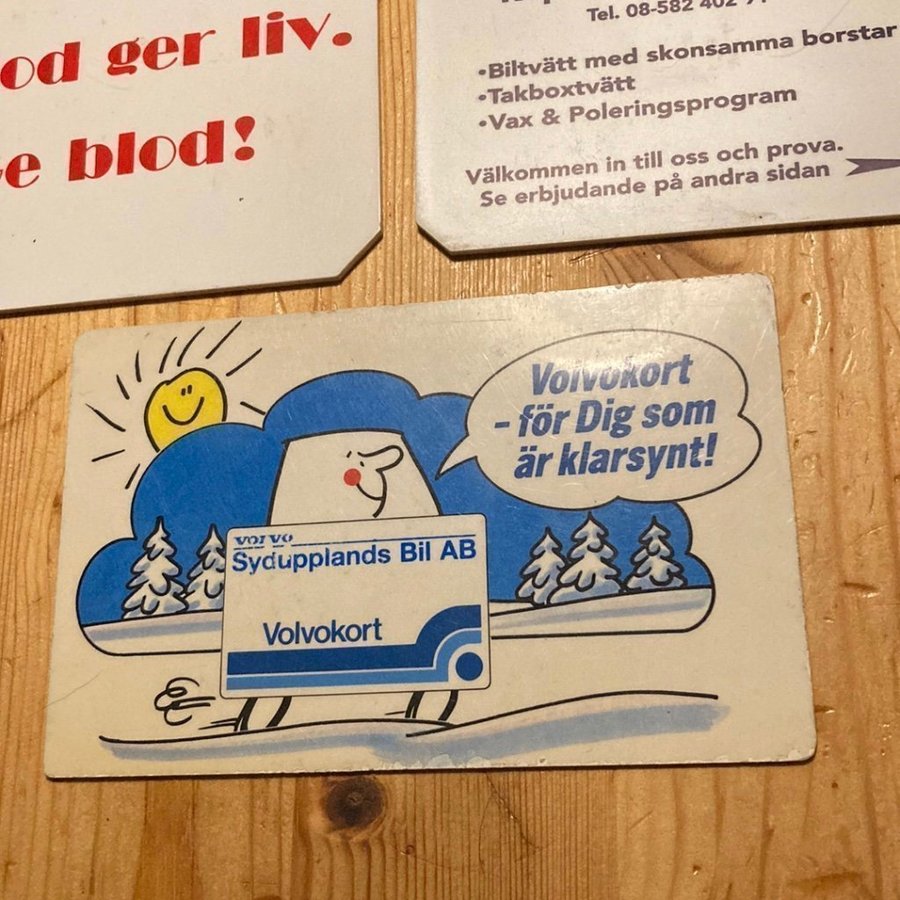 od ger liv.
e blod!
Tel. 08-582 402
•Biltvätt med skonsamma borstar
•Takboxtvätt
•Vax & Poleringsprogram
Välkommen in till oss och prova.
Se erbjudande på andra sidan
Volvokort
- för Dig som
är klarsynt!
VOLVO
Sydupplands Bil AB
Volvokort